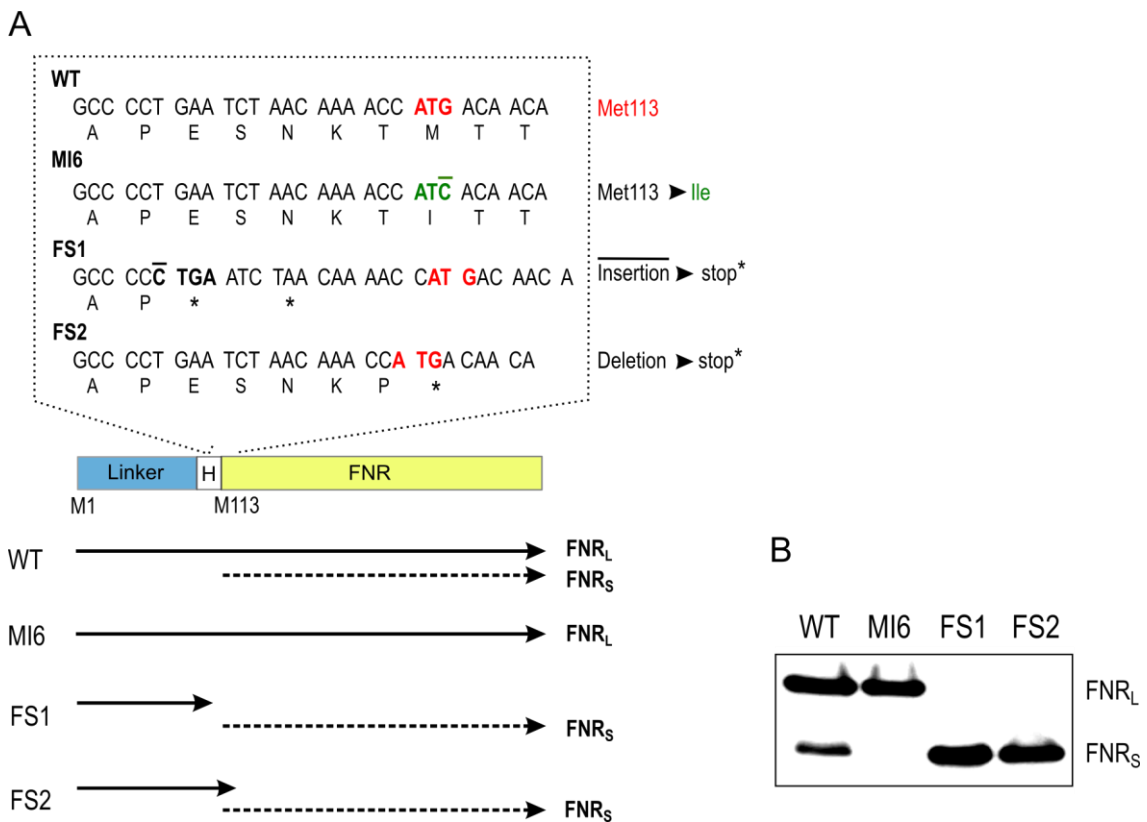 A
WT
GCC CCT GAA TCT AAC AAA ACC ATG ACA ACA Met113
A P E S N K T M T T
MI6
GCC CCT GAA TCT AAC AAA ACC ATC ACA ACA Met113 ➤ Ile
A P E S N K T I T T
FS1
GCC CCC TGA ATC TAA CAA AAC CAT GAC AAC A Insertion ➤ stop*
A P * *
FS2
GCC CCT GAA TCT AAC AAA CCA TGA CAA CA Deletion ➤ stop*
A P E S N K P *
Linker H FNR
M1 M113
WT FNRL
FNRS
MI6 FNRL
FS1 FNRS
FS2 FNRS
B
WT MI6 FS1 FS2
FNRL
FNRS